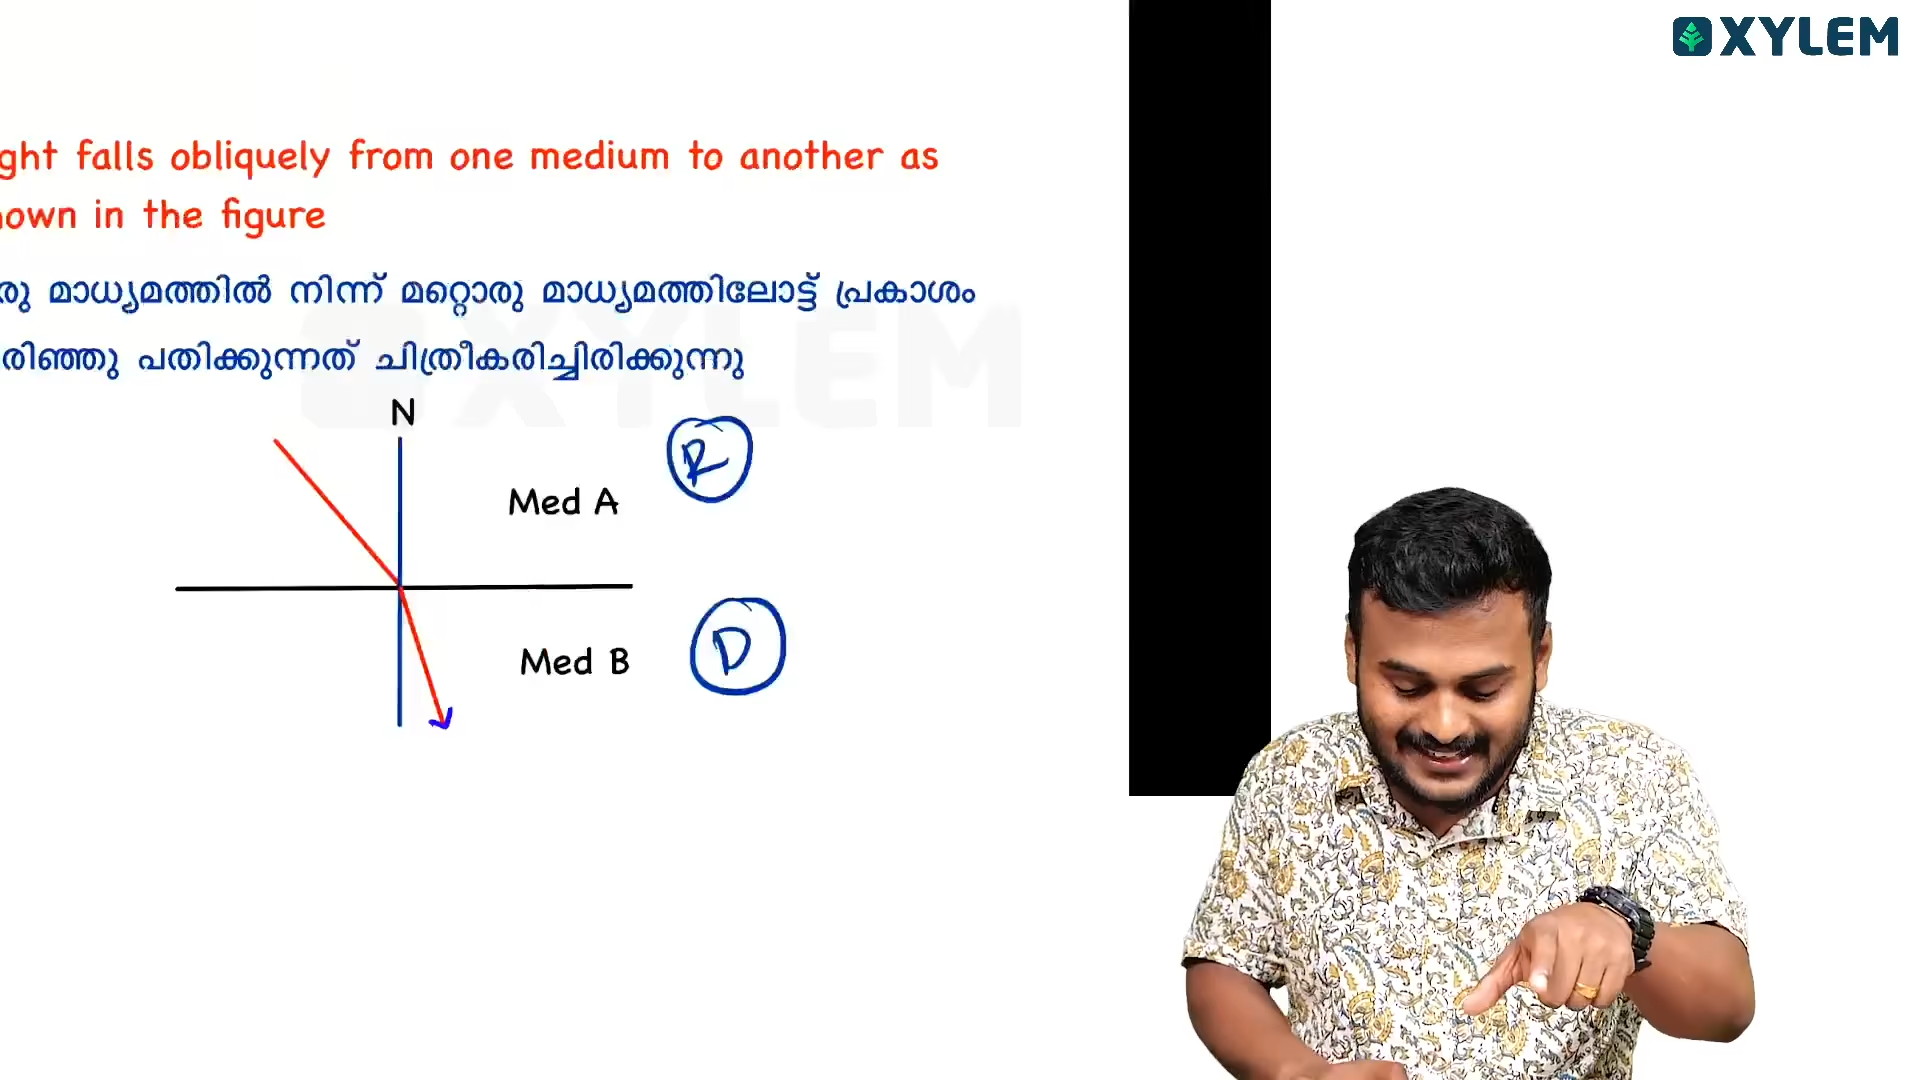 XYLEM
ght falls obliquely from one medium to another as
own in the figure
രു മാധ്യമത്തിൽ നിന്ന് മറ്റൊരു മാധ്യമത്തിലോട്ട് പ്രകാശം
രിഞ്ഞു പതിക്കുന്നത് ചിത്രീകരിച്ചിരിക്കുന്നു
XYLEM
N
R
Med A
D
Med B